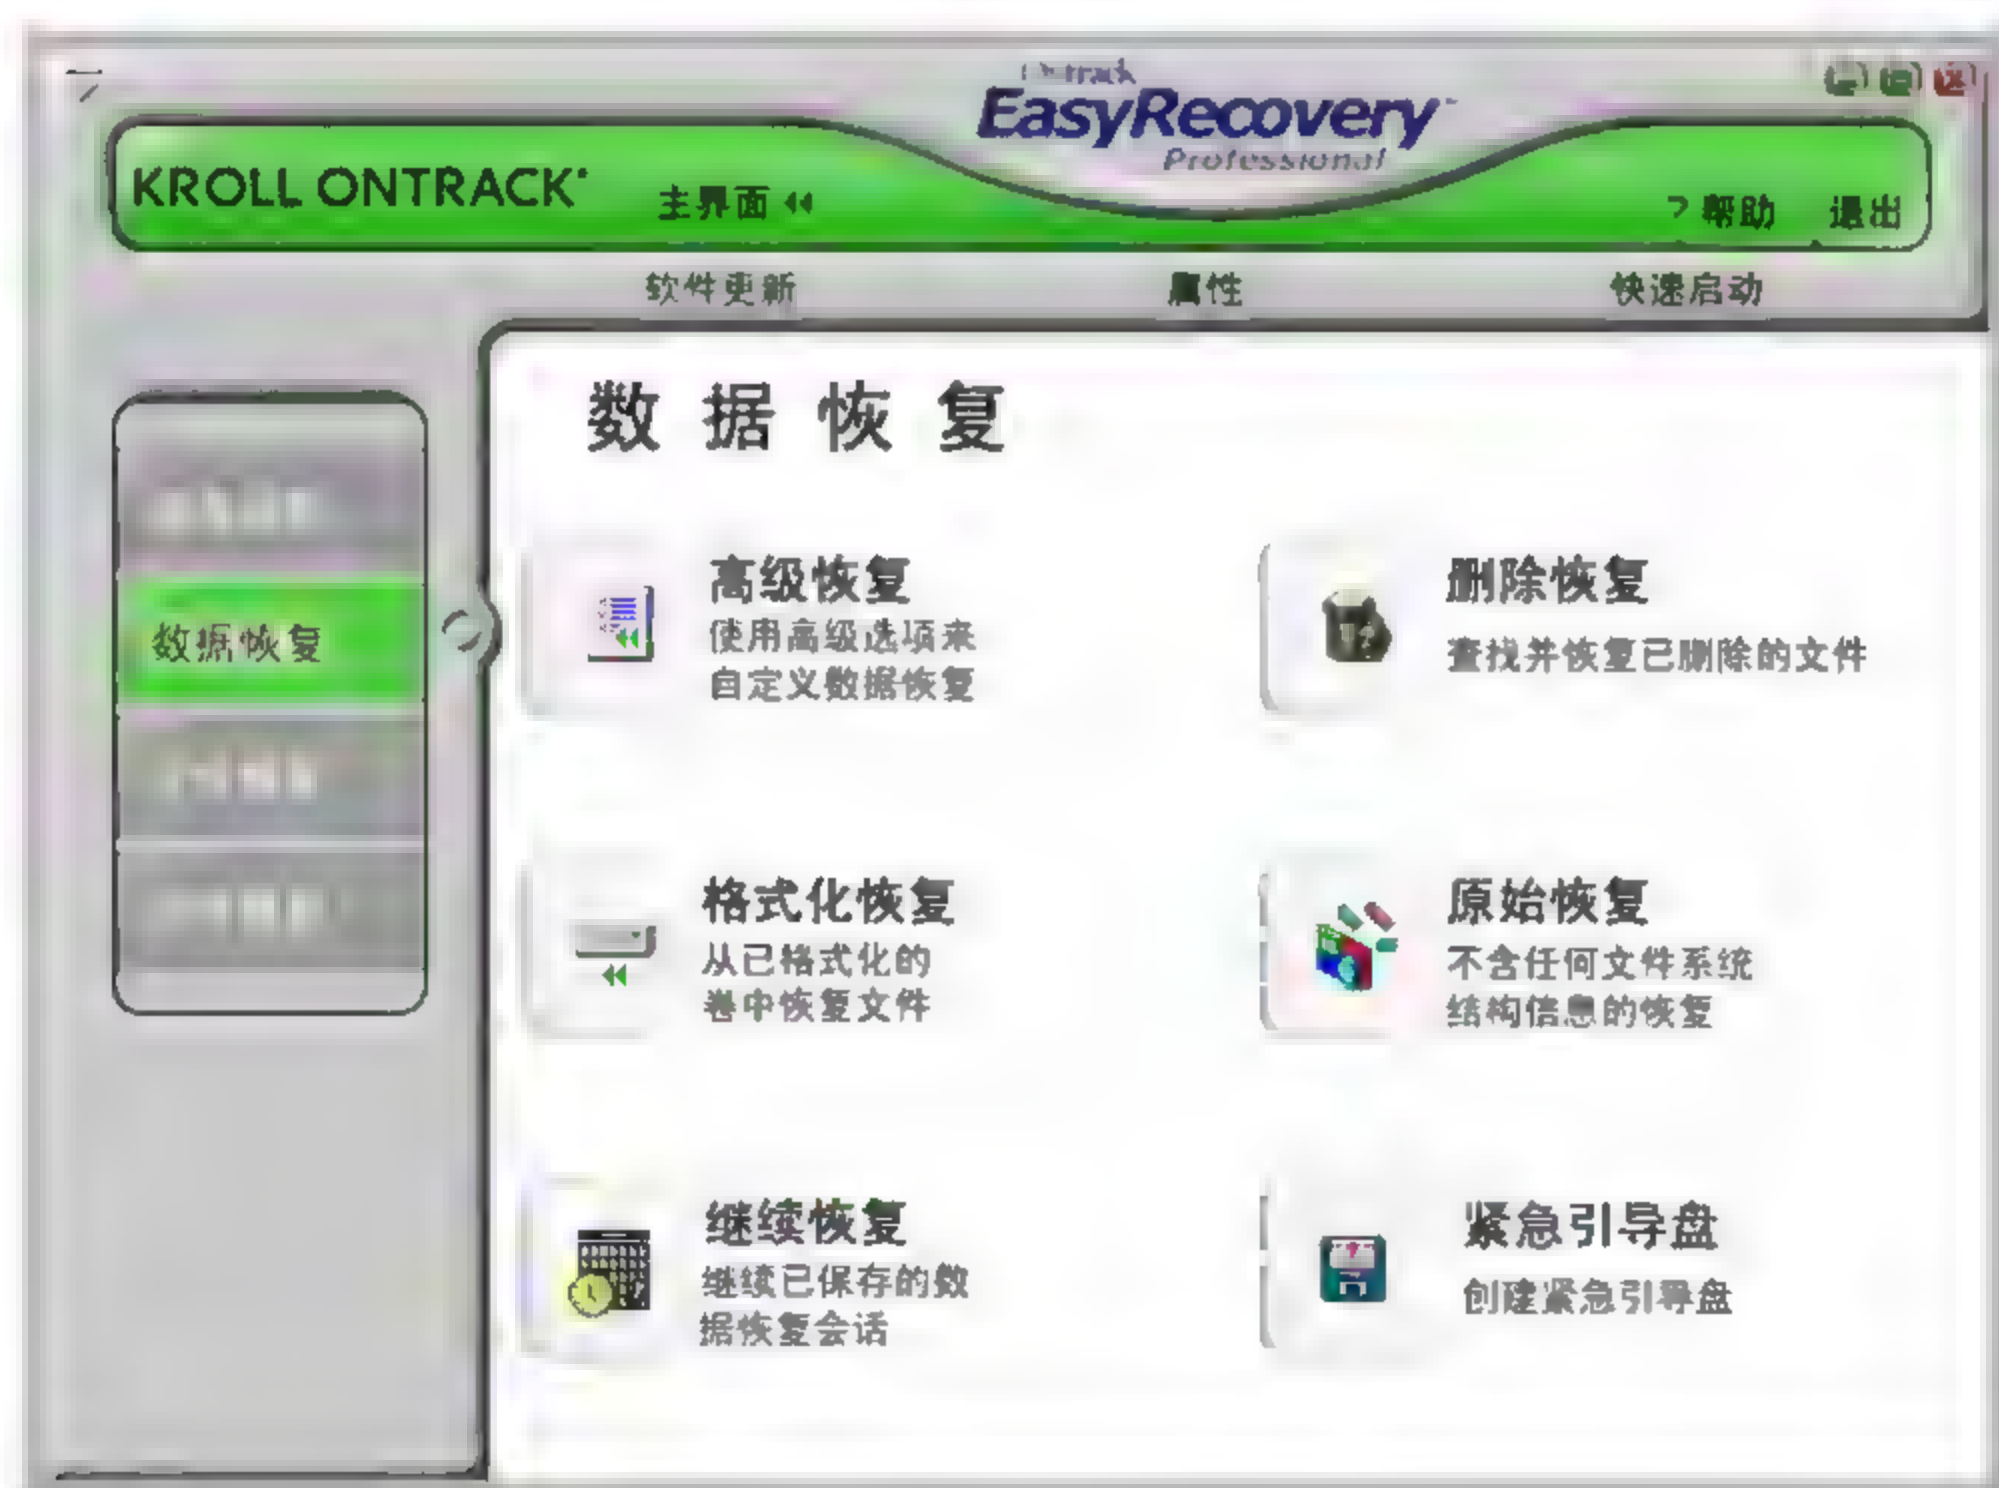 Ontrack
EasyRecovery
Professional
KROLL ONTRACK
主界面
? 帮助 退出
软件更新 属性 快速启动
数据恢复
数据恢复
高级恢复
使用高级选项来
自定义数据恢复
删除恢复
查找并恢复已删除的文件
格式化恢复
从已格式化的
卷中恢复文件
原始恢复
不含任何文件系统
结构信息的恢复
继续恢复
继续已保存的数
据恢复会话
紧急引导盘
创建紧急引导盘